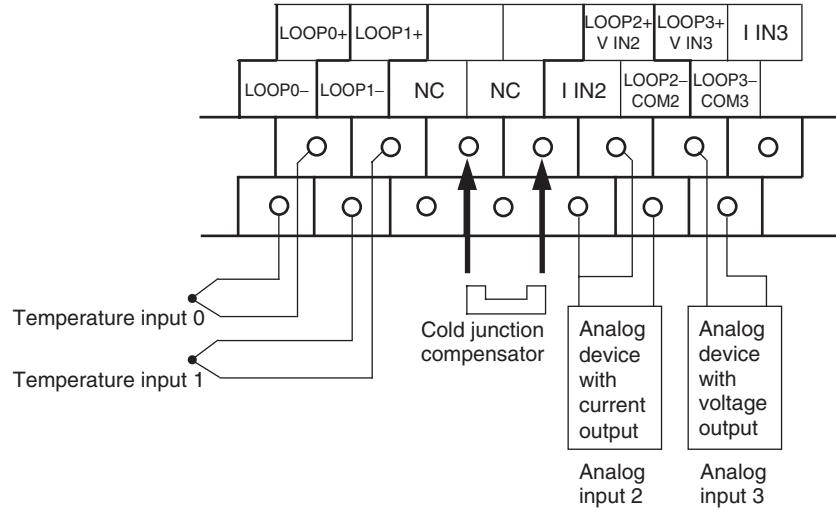 LOOP0+
LOOP1+
LOOP2+
V IN2
LOOP3+
V IN3
I IN3
LOOP0−
LOOP1−
NC
NC
I IN2
LOOP2−
COM2
LOOP3−
COM3
Temperature input 0
Temperature input 1
Cold junction
compensator
Analog
device
with
current
output
Analog
device
with
voltage
output
Analog
input 2
Analog
input 3